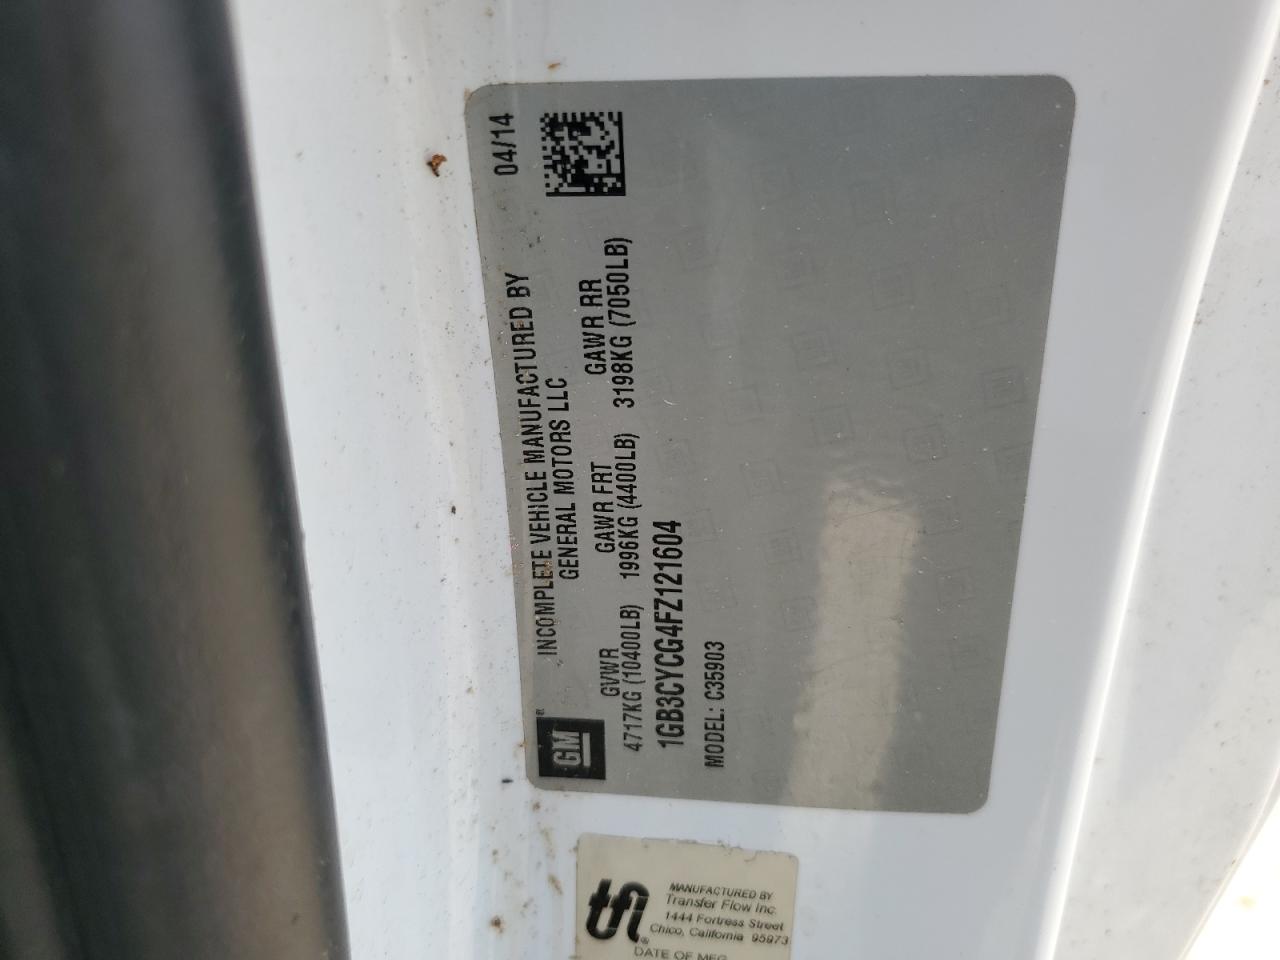 04/14
INCOMPLETE VEHICLE MANUFACTURED BY
GENERAL MOTORS LLC
GM®
GVWR GAWR FRT GAWR RR
4717KG (10400LB) 1996KG (4400LB) 3198KG (7050LB)
1GB3CYCG4FZ121604
MODEL: C35903
tfi®
MANUFACTURED BY
Transfer Flow Inc.
1444 Fortress Street
Chico, California 95973
DATE OF MFG